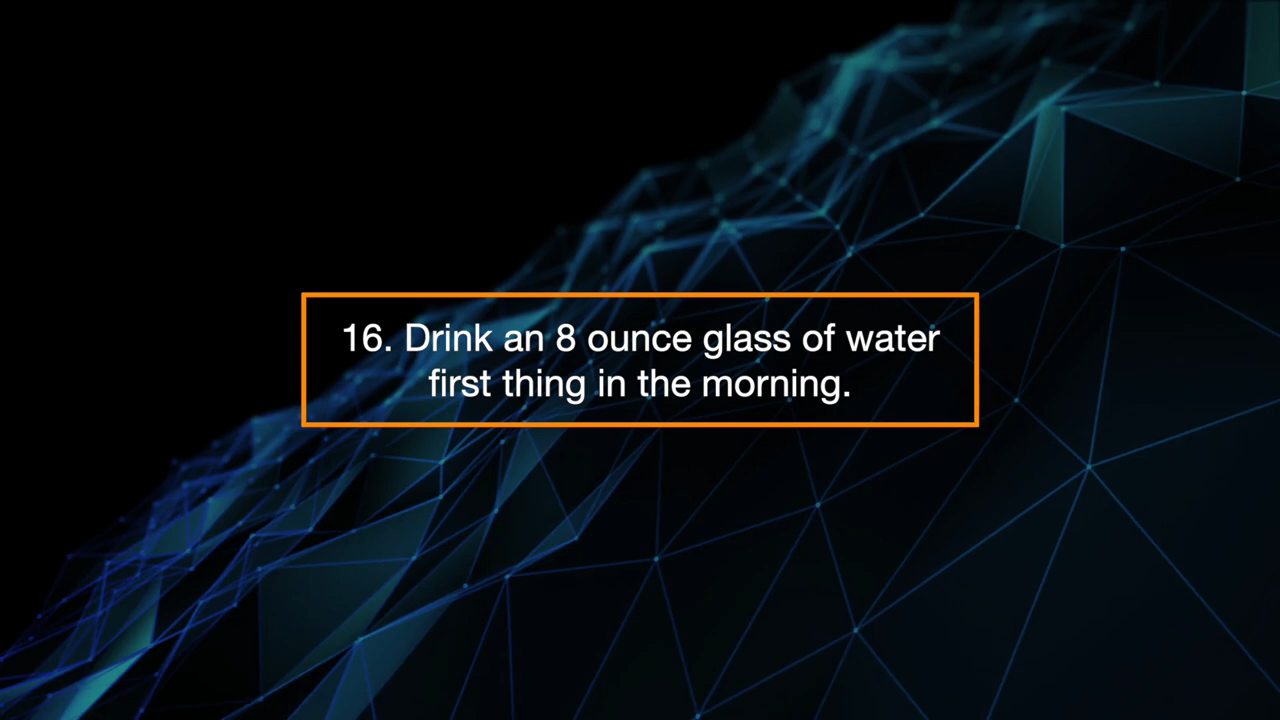 16. Drink an 8 ounce glass of water
first thing in the morning.